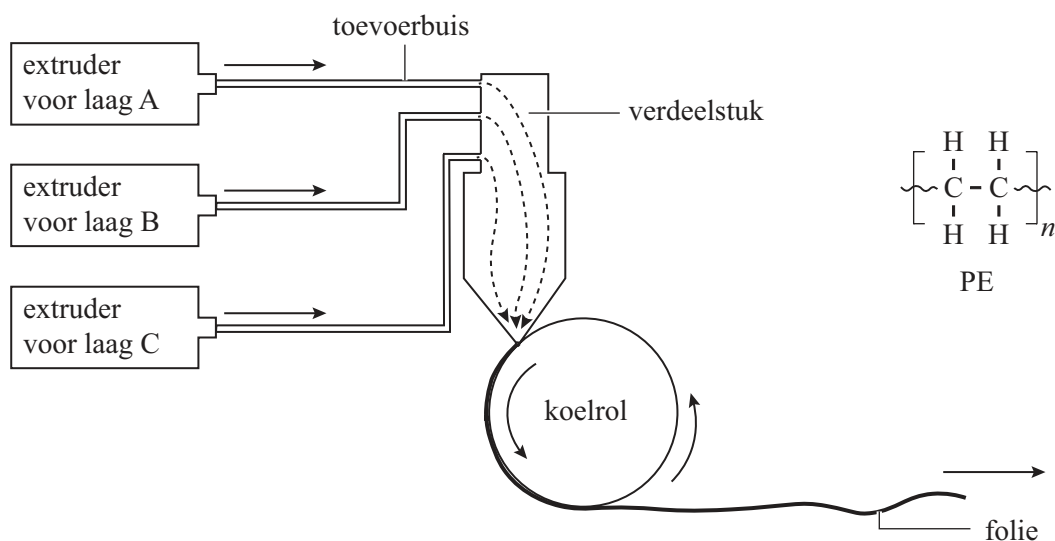 toevoerbuis
extruder
voor laag A
verdeelstuk
extruder
voor laag B
H H
C C
H H
n
PE
extruder
voor laag C
koelrol
folie